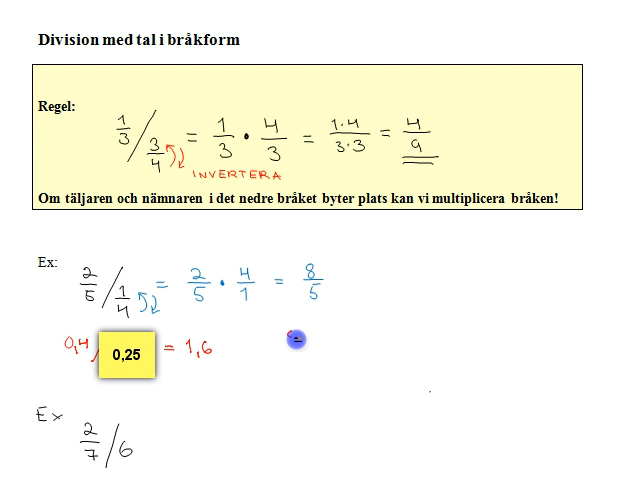 Division med tal i bråkform
Regel:
1/3 / 3/4 = 1/3 · 4/3 = 1·4/3·3 = 4/9
INVERTERA
Om täljaren och nämnaren i det nedre bråket byter plats kan vi multiplicera bråken!
Ex: 2/5 / 1/4 = 2/5 · 4/1 = 8/5
0,4/ 0,25 = 1,6
Ex 2/7 / 6